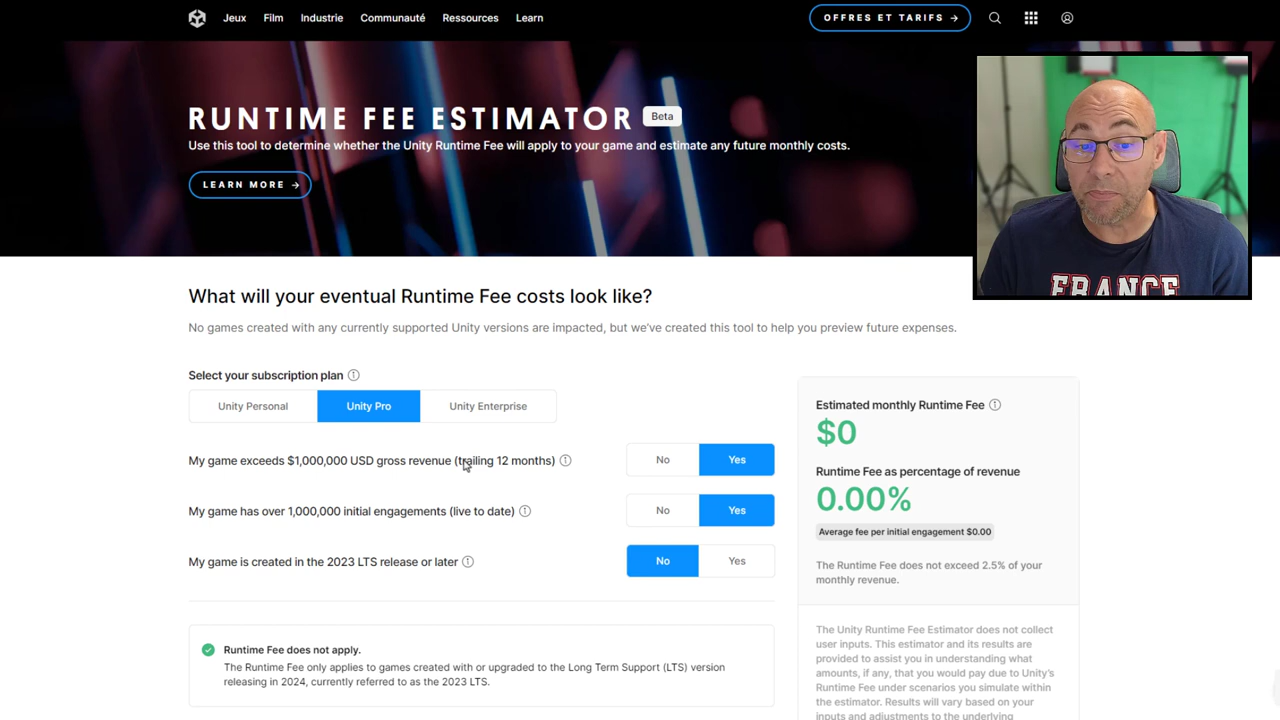 Jeux Film Industrie Communauté Ressources Learn OFFRES ET TARIFS →
RUNTIME FEE ESTIMATOR Beta
Use this tool to determine whether the Unity Runtime Fee will apply to your game and estimate any future monthly costs.
LEARN MORE →
FRANCE
What will your eventual Runtime Fee costs look like?
No games created with any currently supported Unity versions are impacted, but we've created this tool to help you preview future expenses.
Select your subscription plan
Unity Personal Unity Pro Unity Enterprise
My game exceeds $1,000,000 USD gross revenue (trailing 12 months) No Yes
My game has over 1,000,000 initial engagements (live to date) No Yes
My game is created in the 2023 LTS release or later No Yes
Runtime Fee does not apply.
The Runtime Fee only applies to games created with or upgraded to the Long Term Support (LTS) version
releasing in 2024, currently referred to as the 2023 LTS.
Estimated monthly Runtime Fee
$0
Runtime Fee as percentage of revenue
0.00%
Average fee per initial engagement $0.00
The Runtime Fee does not exceed 2.5% of your
monthly revenue.
The Unity Runtime Fee Estimator does not collect
user inputs. This estimator and its results are
provided to assist you in understanding what
amounts, if any, that you would pay due to Unity's
Runtime Fee under scenarios you simulate within
the estimator. Results will vary based on your
inputs and adjustments to the underlying